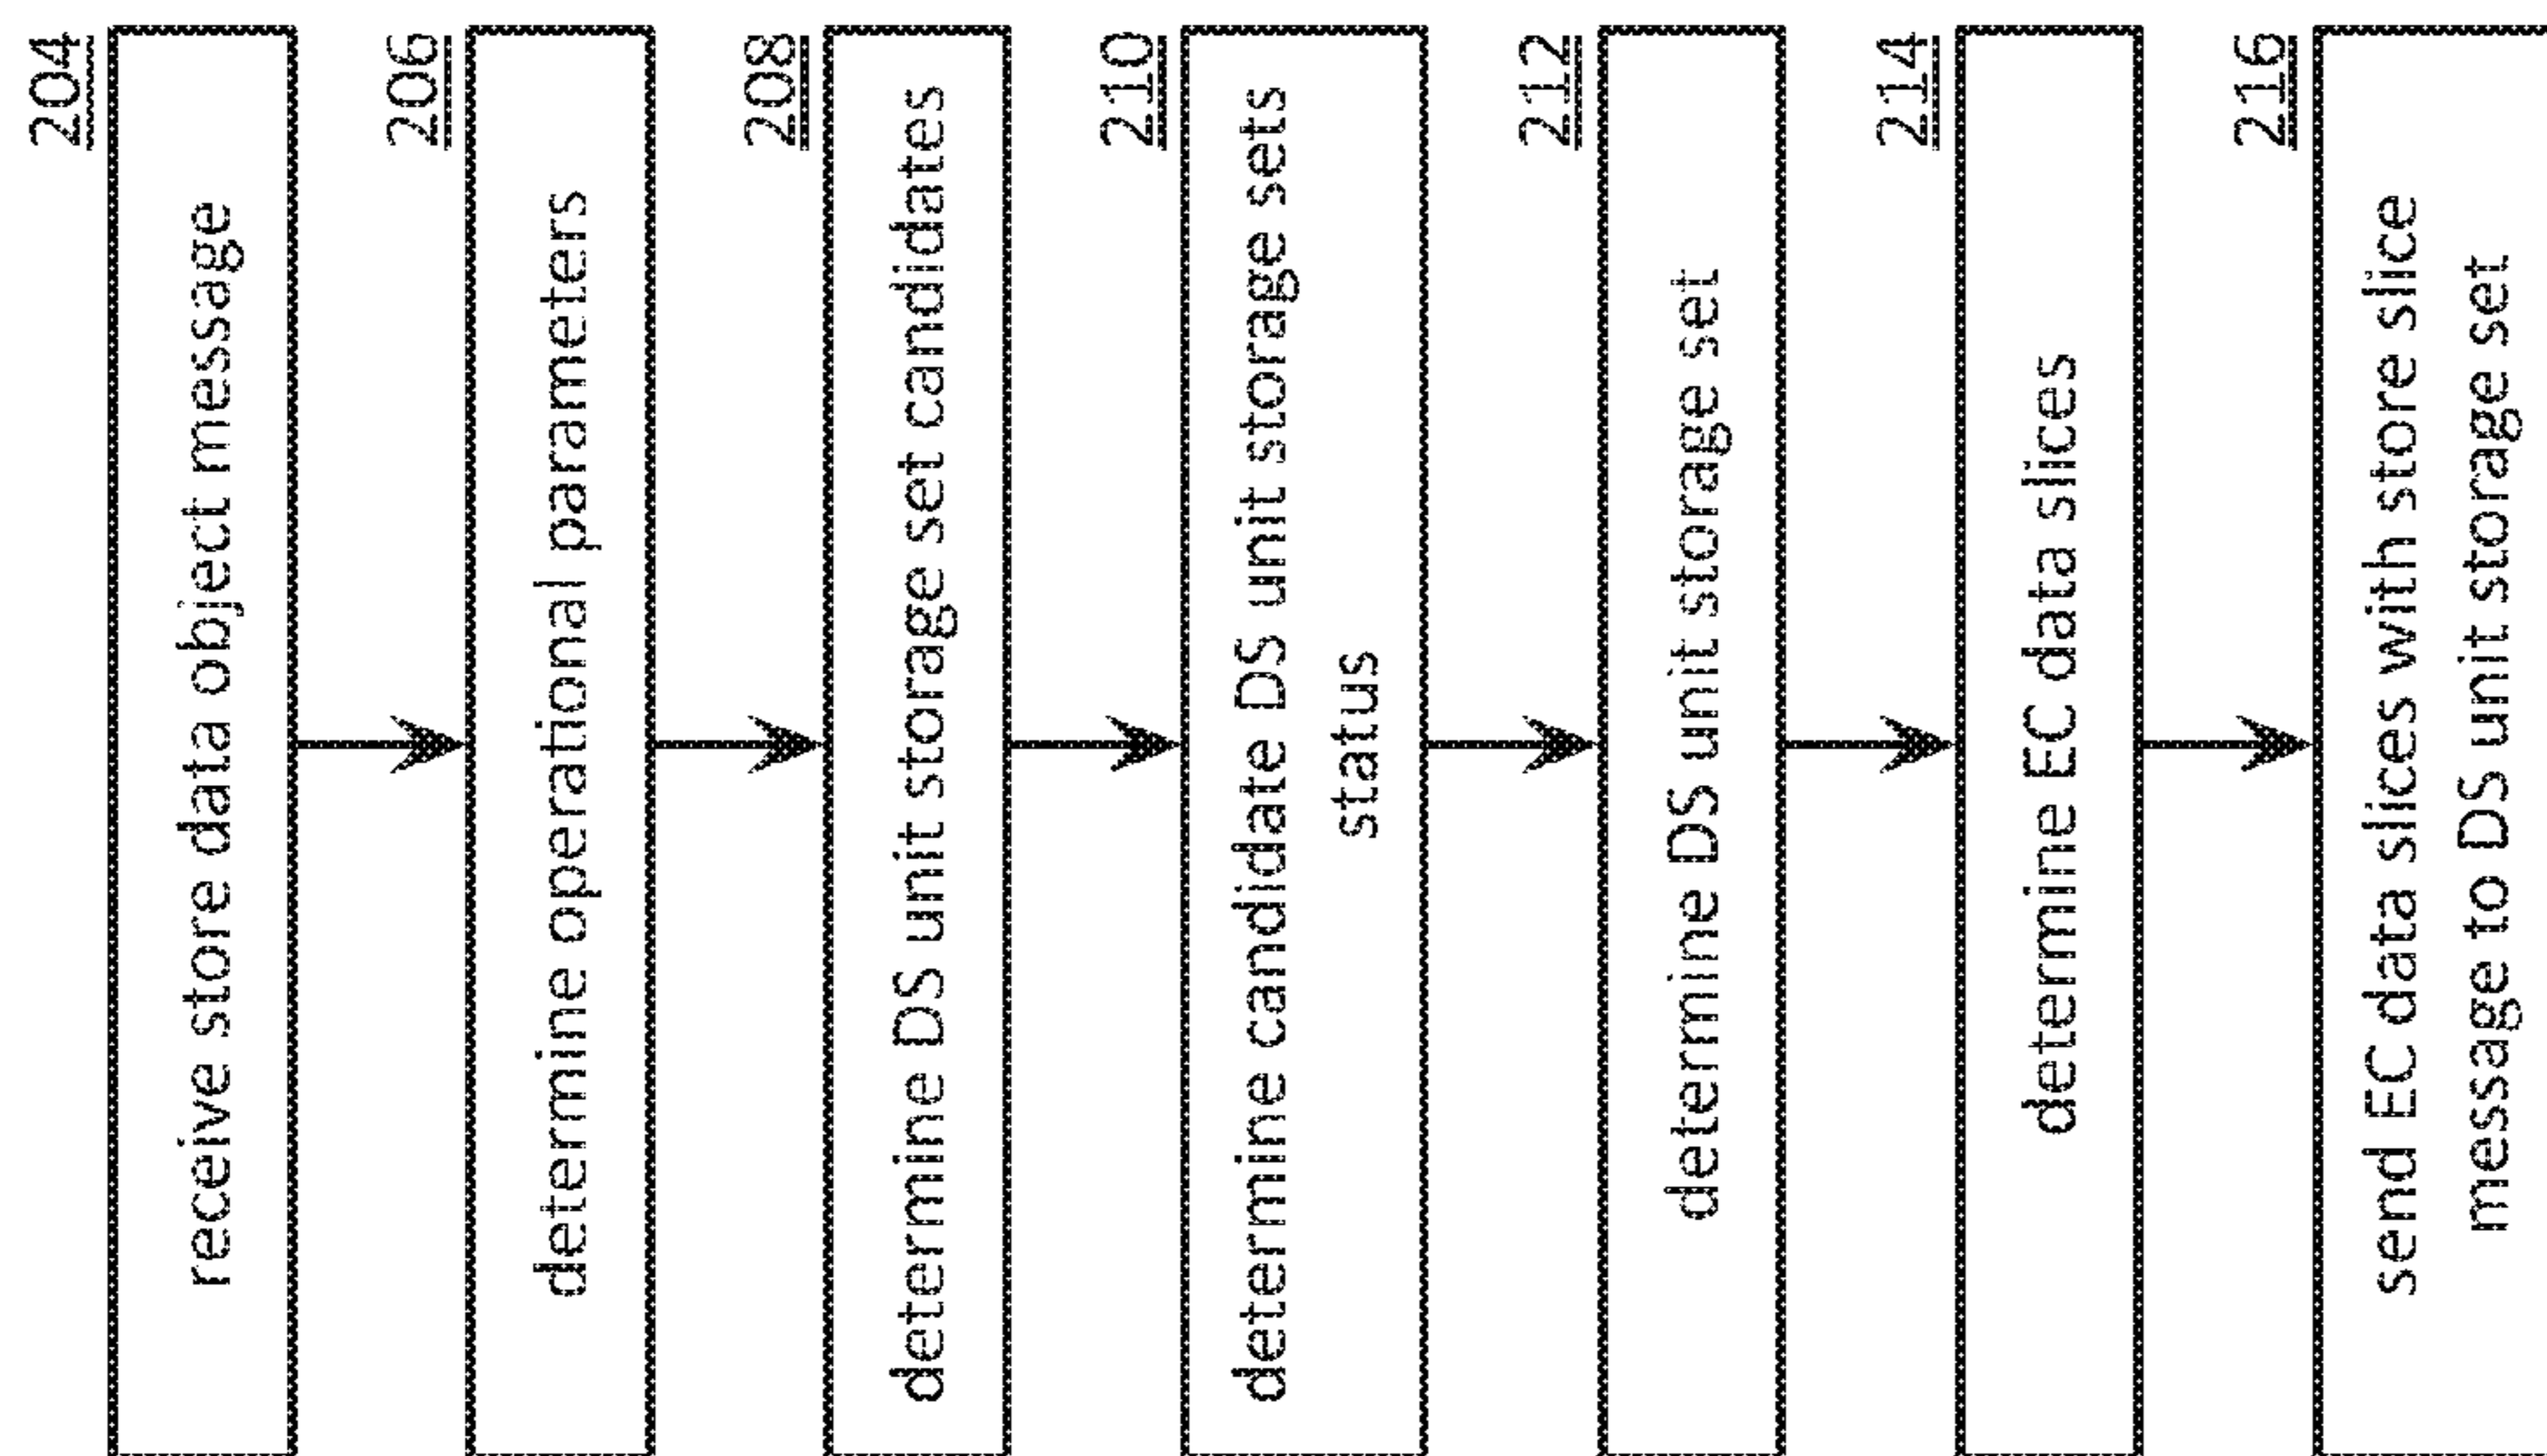 204
receive store data object message
206
determine operational parameters
208
determine DS unit storage set candidates
210
determine candidate DS unit storage sets
status
212
determine DS unit storage set
214
determine EC data slices
216
send EC data slices with store slice
message to DS unit storage set